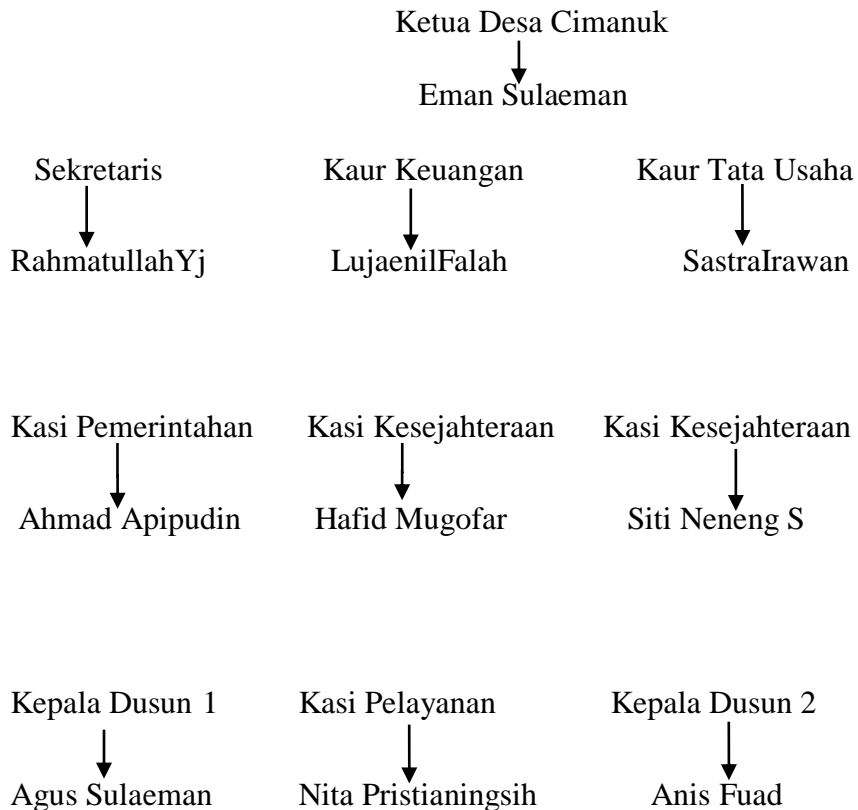 Ketua Desa Cimanuk
Eman Sulaeman
Sekretaris Kaur Keuangan Kaur Tata Usaha
RahmatullahYj LujaenilFalah SastraIrawan
Kasi Pemerintahan Kasi Kesejahteraan Kasi Kesejahteraan
Ahmad Apipudin Hafid Mugofar Siti Neneng S
Kepala Dusun 1 Kasi Pelayanan Kepala Dusun 2
Agus Sulaeman Nita Pristianingsih Anis Fuad